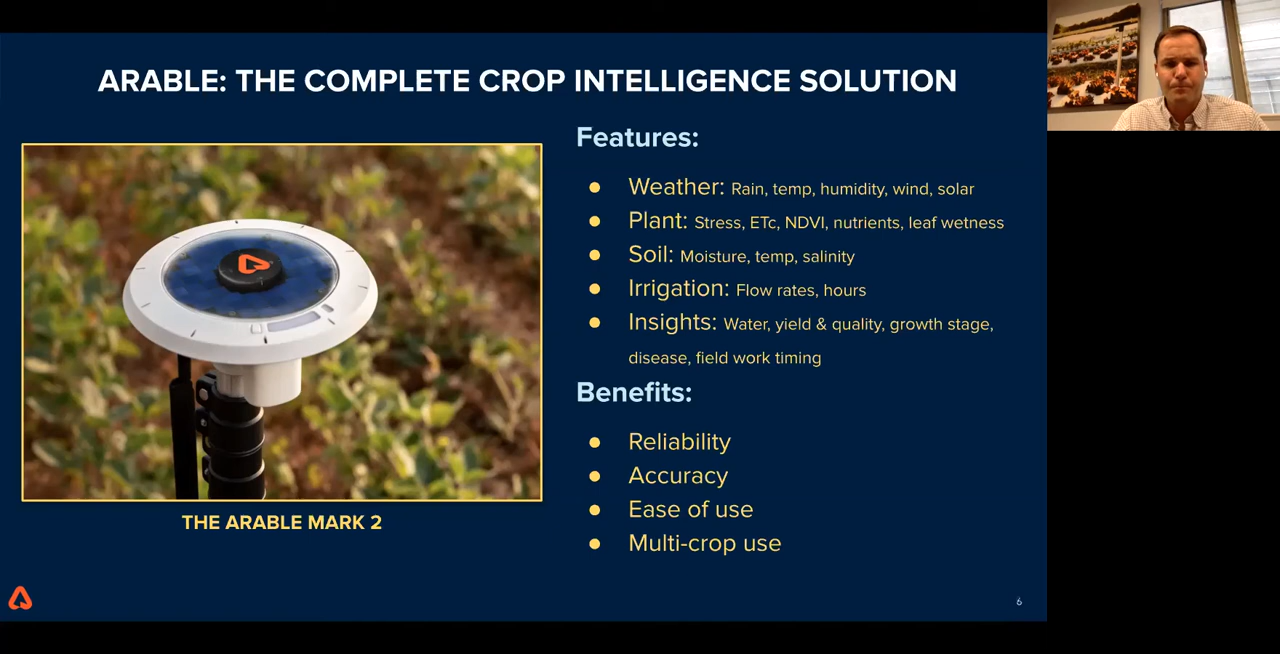 ARABLE: THE COMPLETE CROP INTELLIGENCE SOLUTION
Features:
● Weather: Rain, temp, humidity, wind, solar
● Plant: Stress, ETc, NDVI, nutrients, leaf wetness
● Soil: Moisture, temp, salinity
● Irrigation: Flow rates, hours
● Insights: Water, yield & quality, growth stage,
disease, field work timing
Benefits:
● Reliability
● Accuracy
● Ease of use
● Multi-crop use
THE ARABLE MARK 2
6